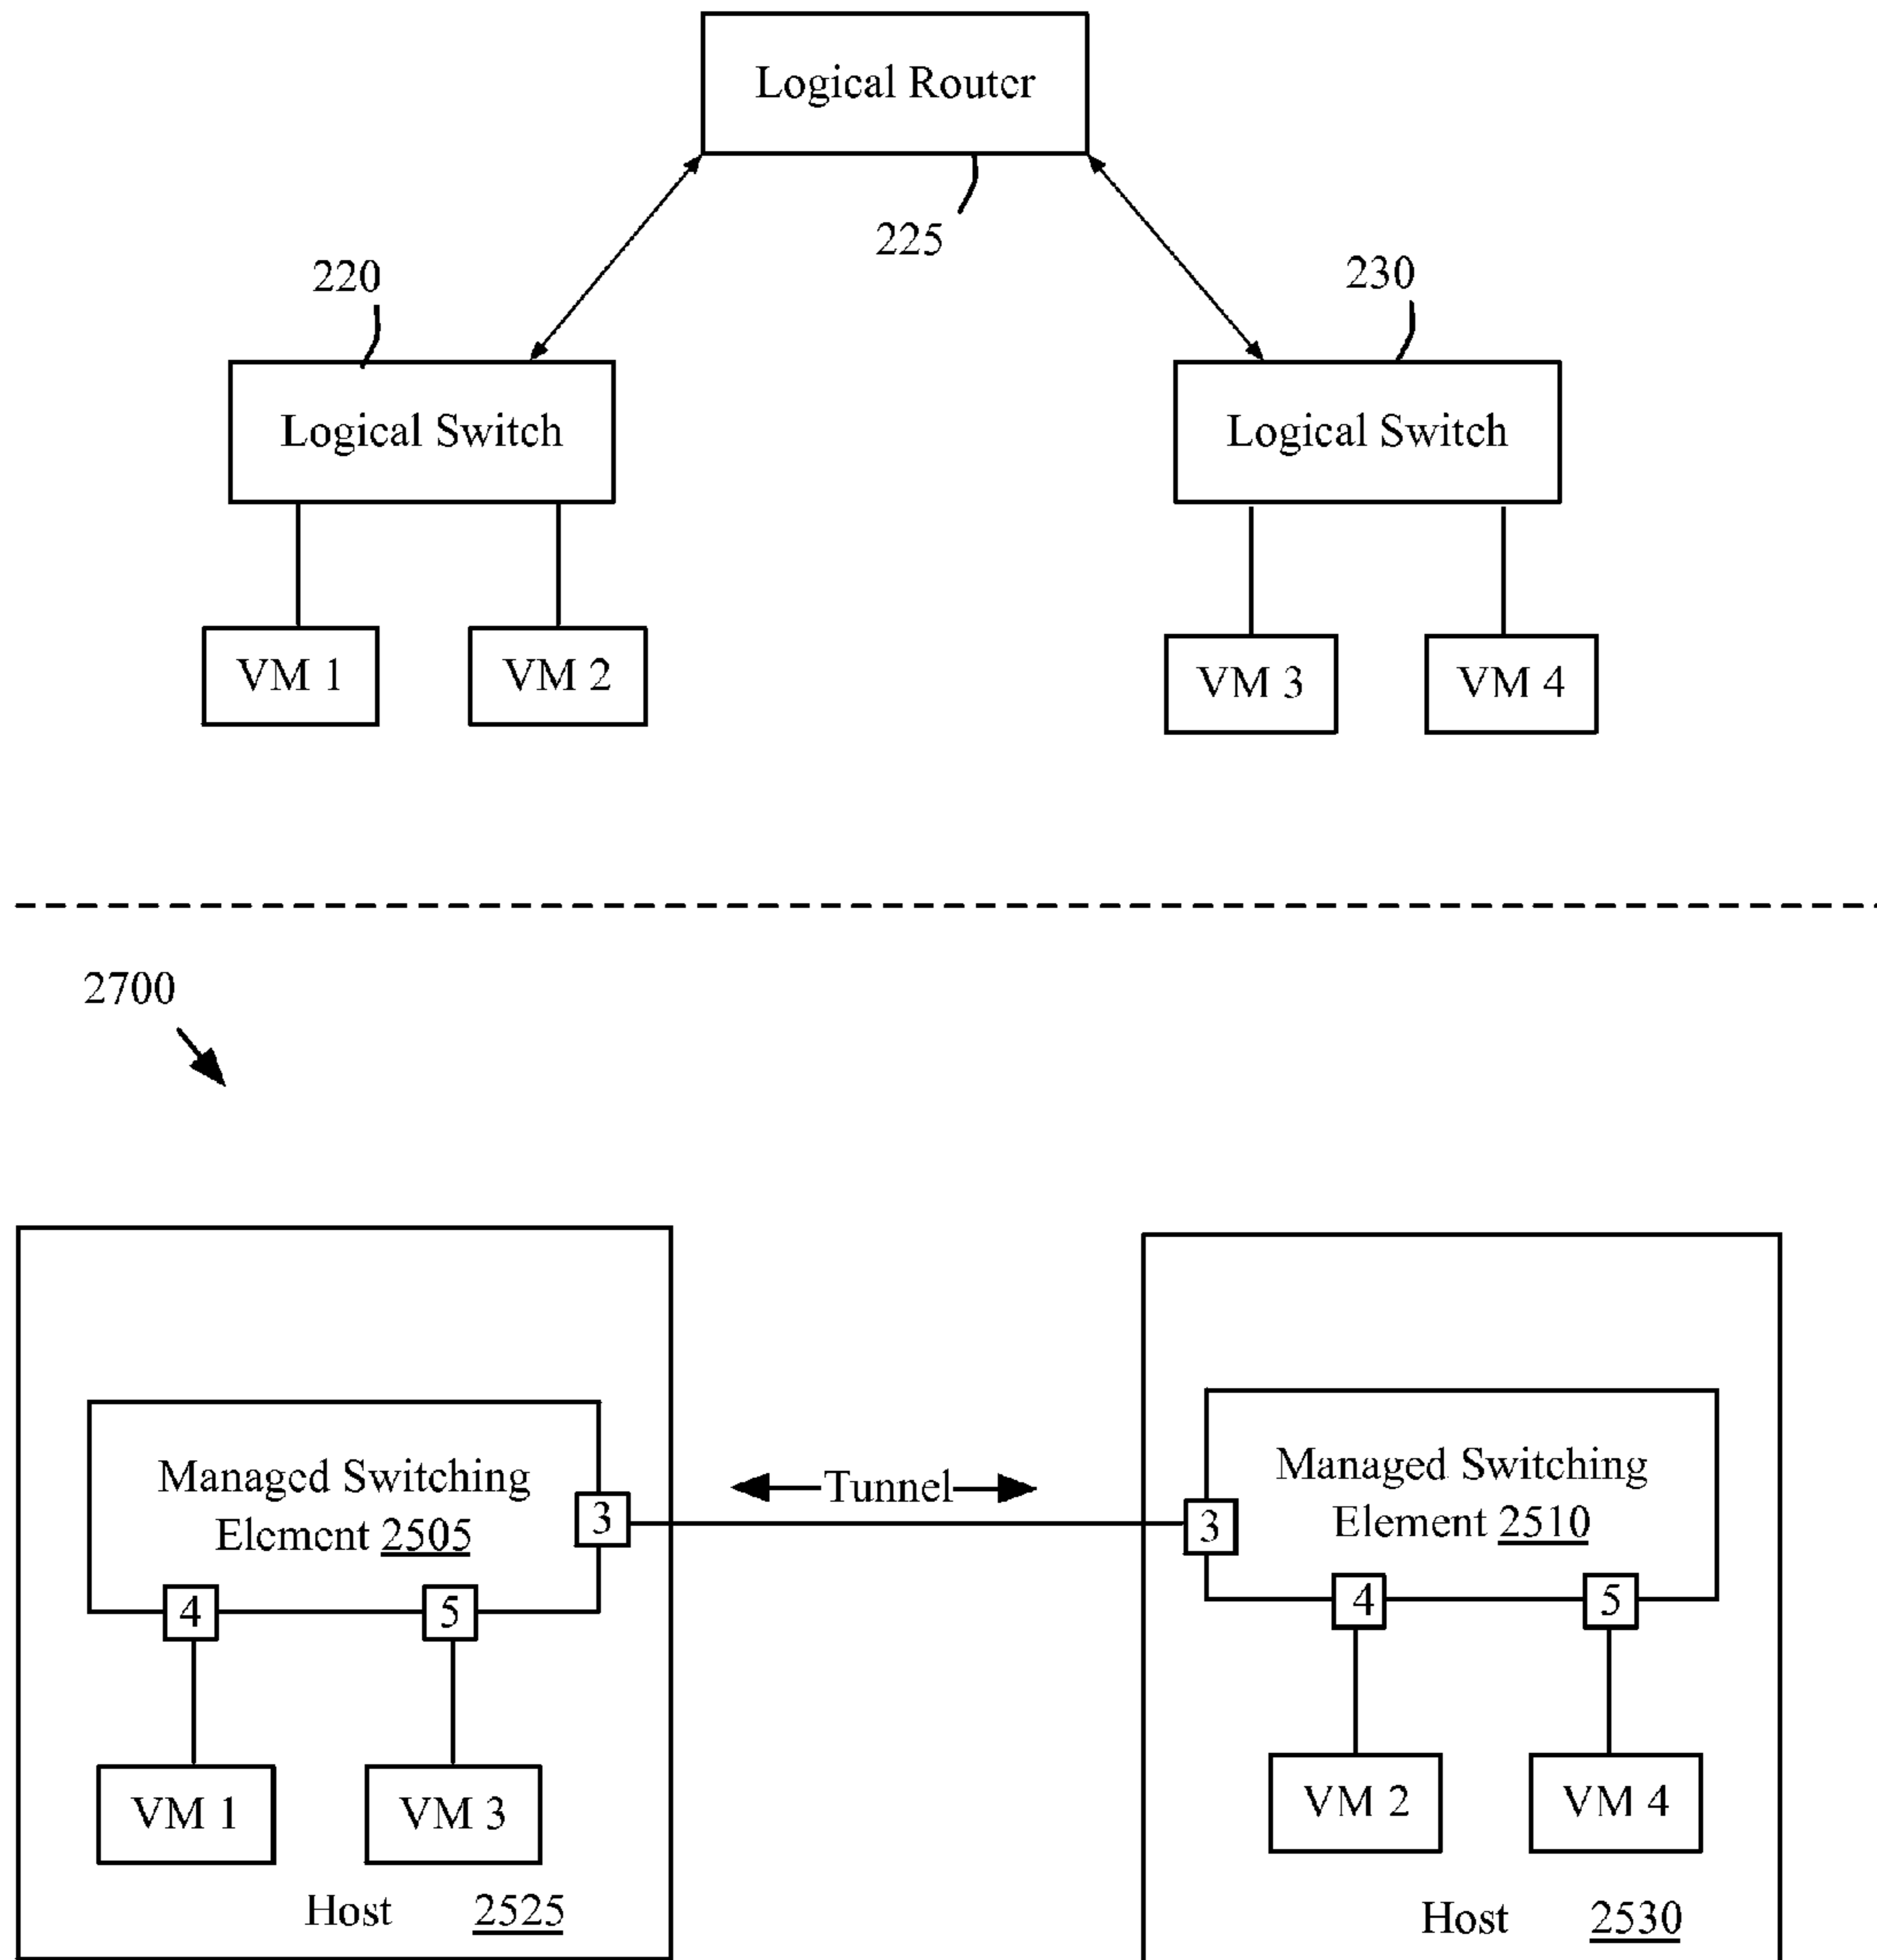 Logical Router
225
220
230
Logical Switch
Logical Switch
VM 1
VM 2
VM 3
VM 4
2700
Managed Switching
Element 2505
3
4
5
Tunnel
Managed Switching
Element 2510
3
4
5
VM 1
VM 3
VM 2
VM 4
Host 2525
Host 2530